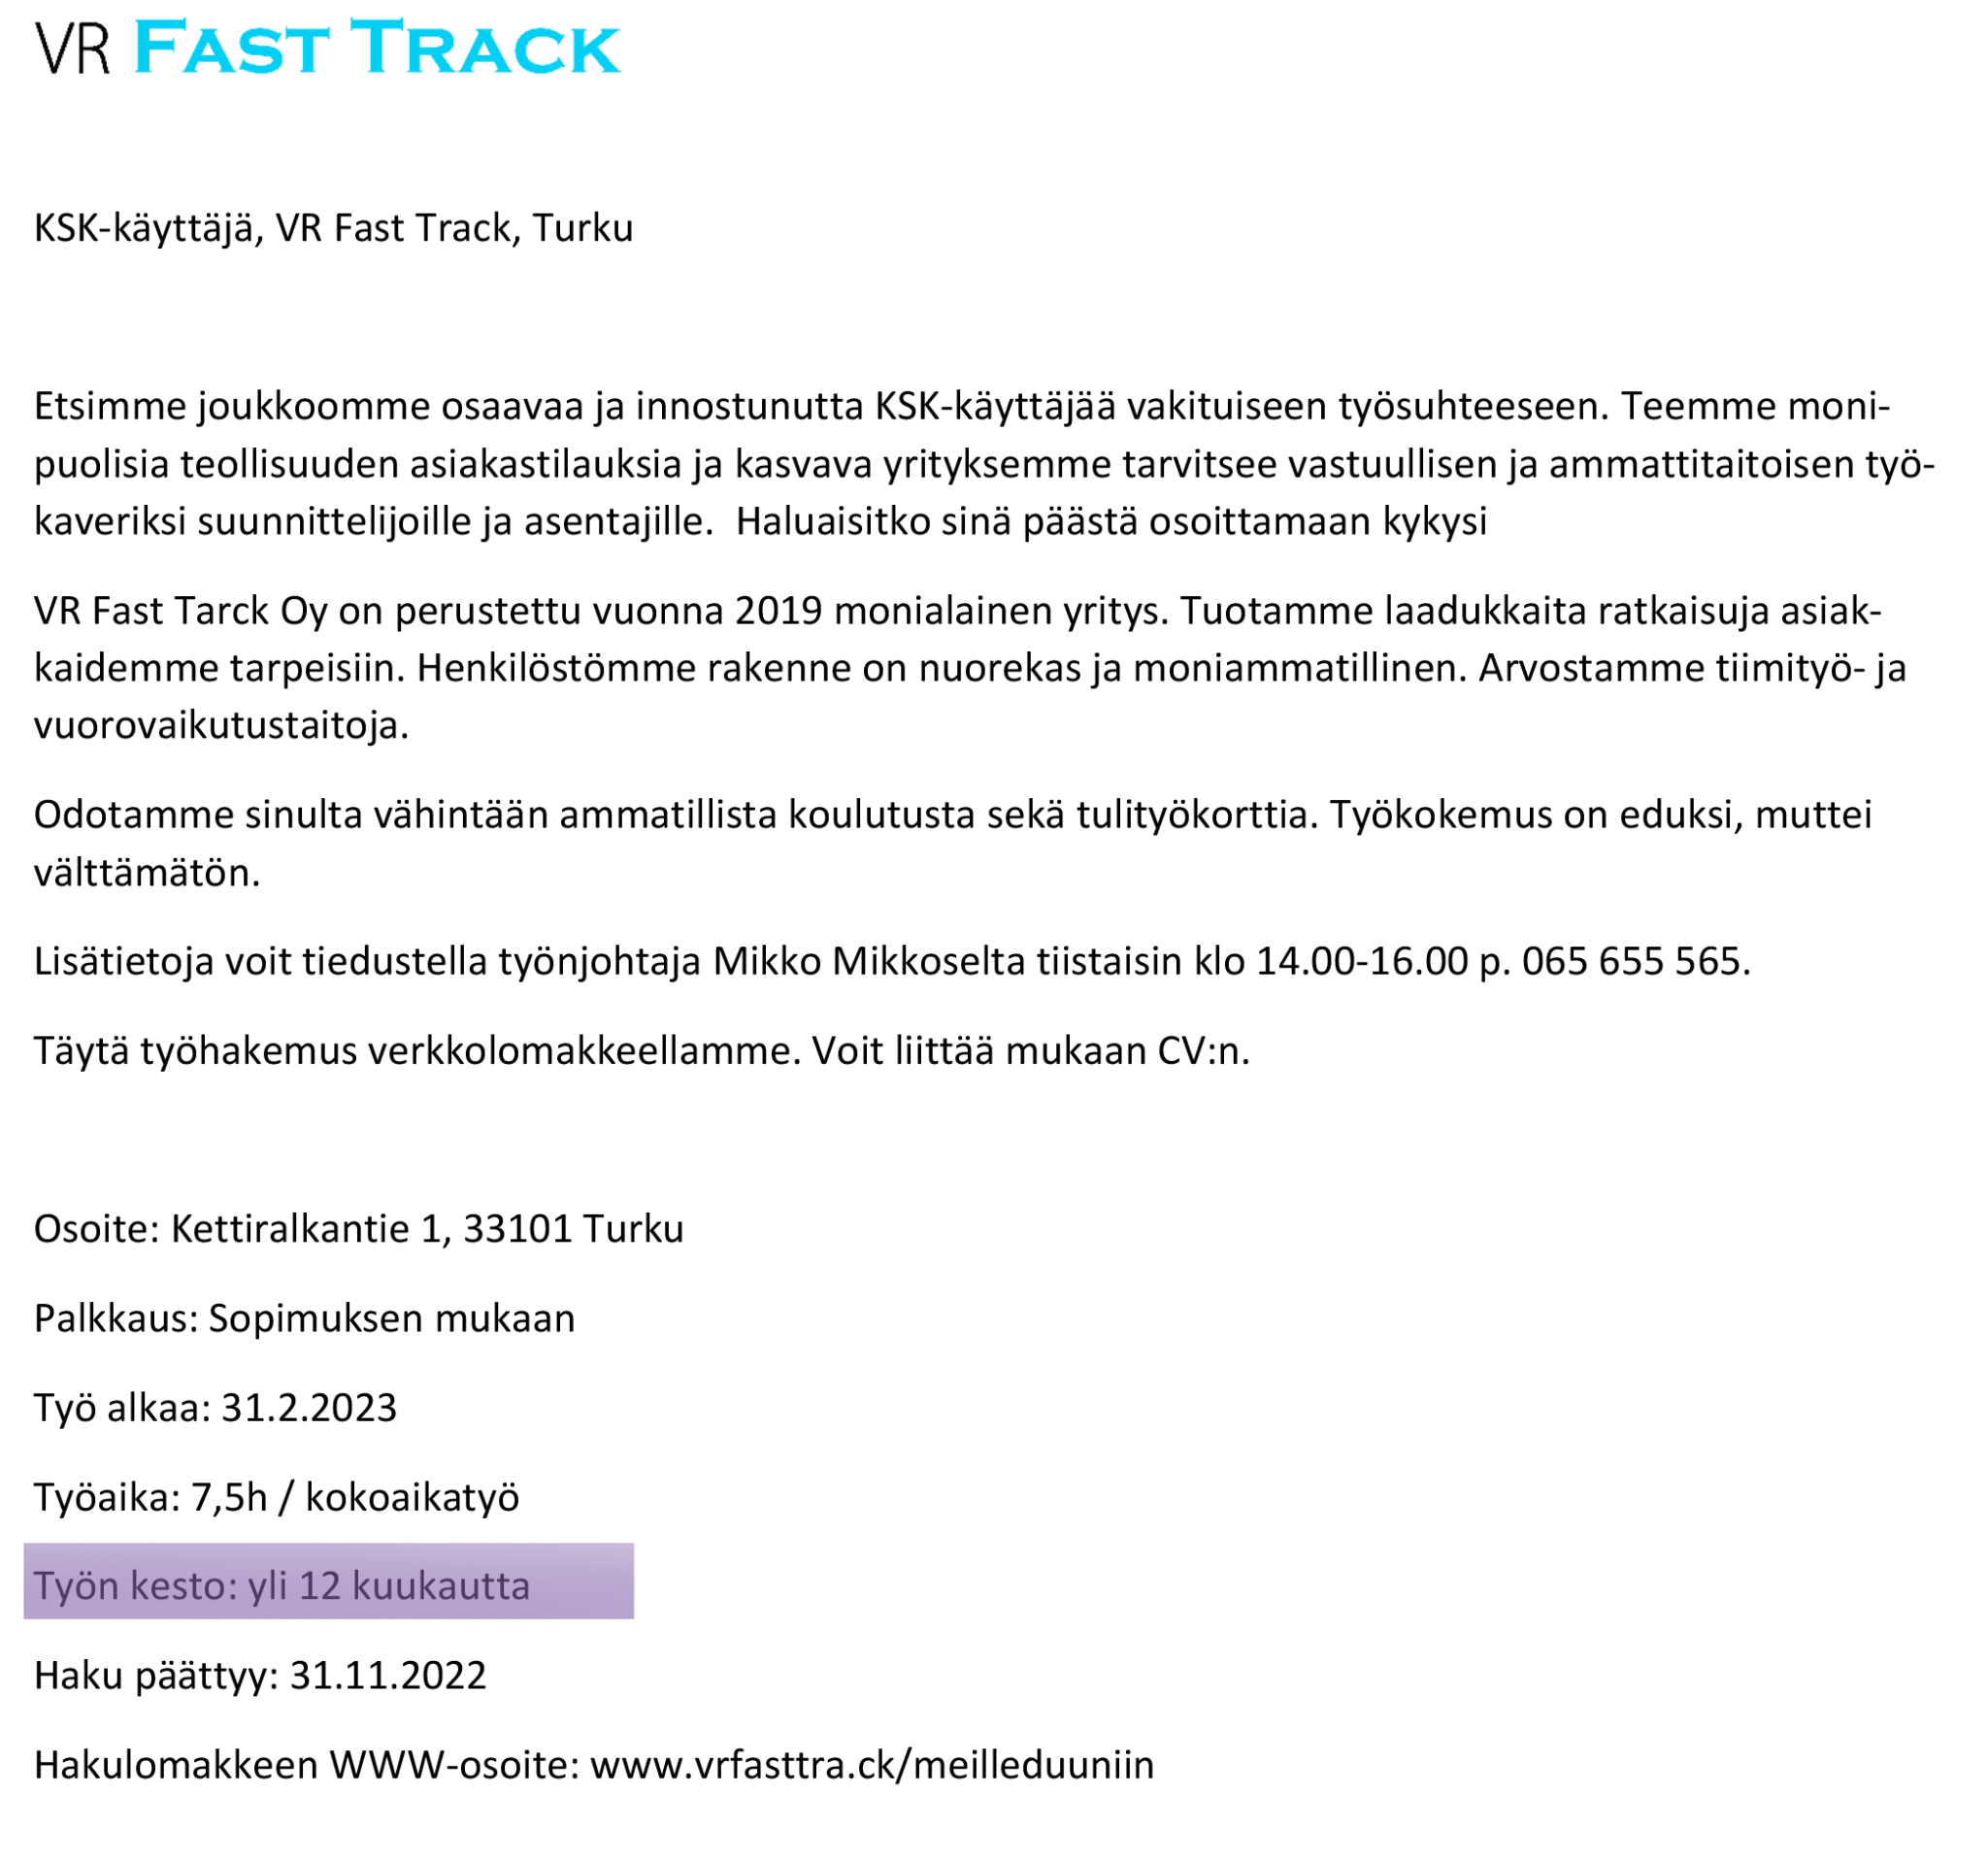 VR FAST TRACK
KSK-käyttäjä, VR Fast Track, Turku
Etsimme joukkoomme osaavaa ja innostunutta KSK-käyttäjää vakituiseen työsuhteeseen. Teemme moni-
puolisia teollisuuden asiakastilauksia ja kasvava yrityksemme tarvitsee vastuullisen ja ammattitaitoisen työ-
kaveriksi suunnittelijoille ja asentajille.  Haluaisitko sinä päästä osoittamaan kykysi
VR Fast Tarck Oy on perustettu vuonna 2019 monialainen yritys. Tuotamme laadukkaita ratkaisuja asiak-
kaidemme tarpeisiin. Henkilöstömme rakenne on nuorekas ja moniammatillinen. Arvostamme tiimityö- ja
vuorovaikutustaitoja.
Odotamme sinulta vähintään ammatillista koulutusta sekä tulityökorttia. Työkokemus on eduksi, muttei
välttämätön.
Lisätietoja voit tiedustella työnjohtaja Mikko Mikkoselta tiistaisin klo 14.00-16.00 p. 065 655 565.
Täytä työhakemus verkkolomakkeellamme. Voit liittää mukaan CV:n.
Osoite: Kettiralkantie 1, 33101 Turku
Palkkaus: Sopimuksen mukaan
Työ alkaa: 31.2.2023
Työaika: 7,5h / kokoaikatyö
Työn kesto: yli 12 kuukautta
Haku päättyy: 31.11.2022
Hakulomakkeen WWW-osoite: www.vrfasttra.ck/meilleduuniin